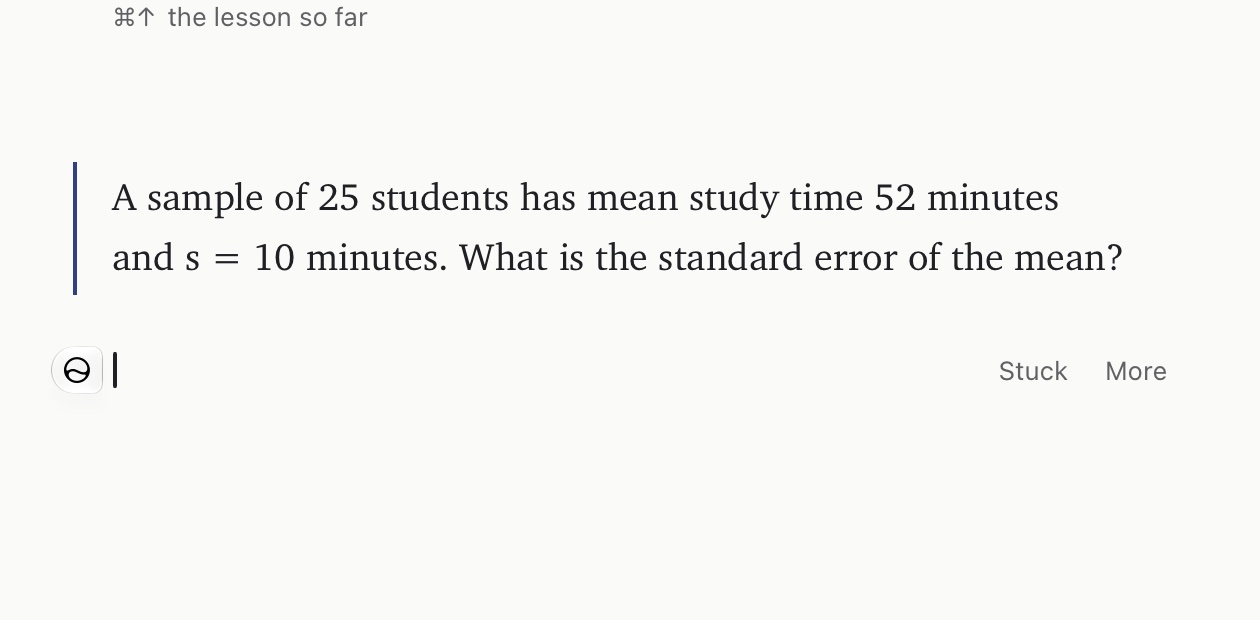 ⌘↑ the lesson so far
A sample of 25 students has mean study time 52 minutes
and s = 10 minutes. What is the standard error of the mean?
Stuck More